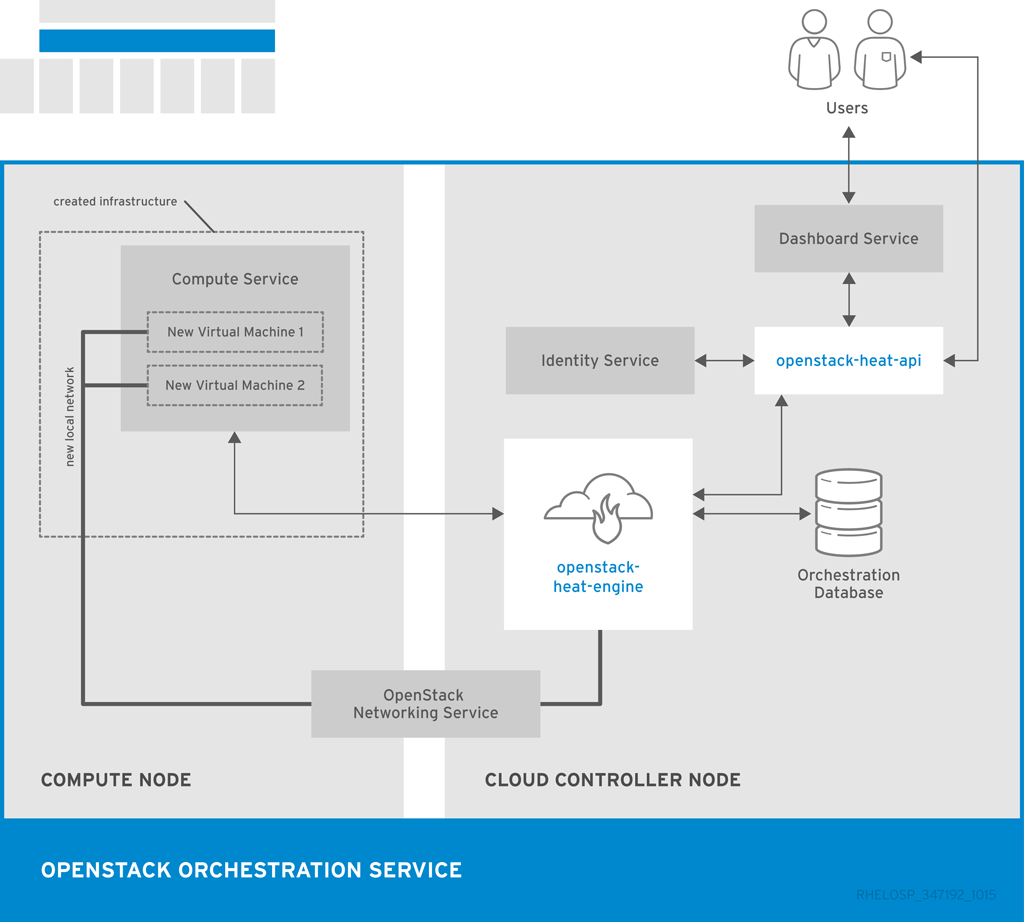 Users
created infrastructure
Dashboard Service
Compute Service
New Virtual Machine 1
New Virtual Machine 2
new local network
Identity Service
openstack-heat-api
openstack-
heat-engine
Orchestration
Database
OpenStack
Networking Service
COMPUTE NODE
CLOUD CONTROLLER NODE
OPENSTACK ORCHESTRATION SERVICE
RHELOSP_347192_1015